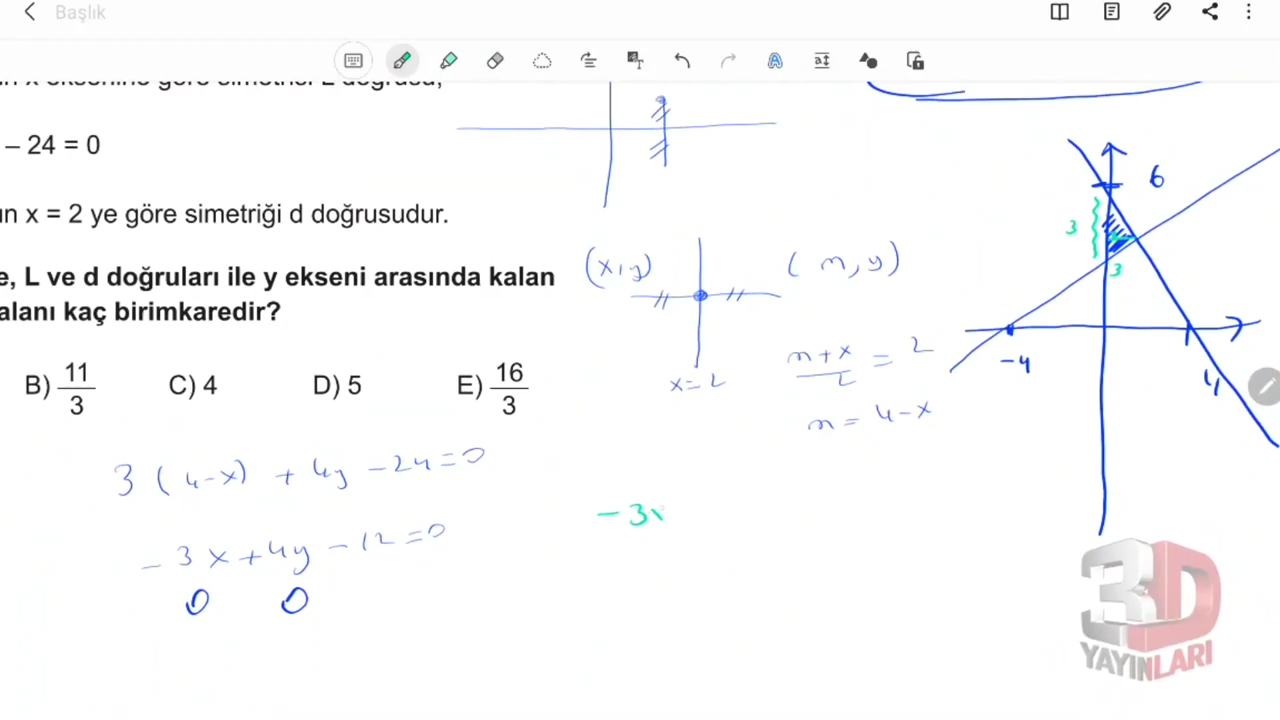 Başlık
– 24 = 0
ın x = 2 ye göre simetriği d doğrusudur.
e, L ve d doğruları ile y ekseni arasında kalan
alanı kaç birimkaredir?
B) 11/3 C) 4 D) 5 E) 16/3
3 (4-x) + 4y - 24 = 0
- 3x + 4y - 12 = 0
0 0
(x,y) ( n,y)
x=2
n+x/2 = 2
n = 4-x
- 3x
6
3
3
-4
4
3D
YAYINLARI